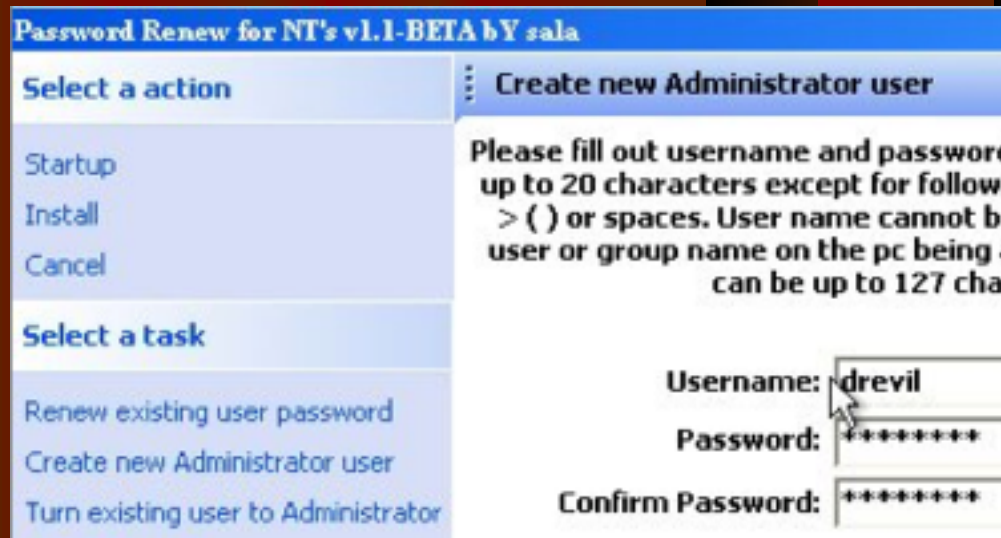 Password Renew for NT's v1.1-BETA bY sala
Select a action
Startup
Install
Cancel
Select a task
Renew existing user password
Create new Administrator user
Turn existing user to Administrator
Create new Administrator user
Please fill out username and password
up to 20 characters except for follow
> ( ) or spaces. User name cannot b
user or group name on the pc being
can be up to 127 cha
Username: drevil
Password: ********
Confirm Password: ********